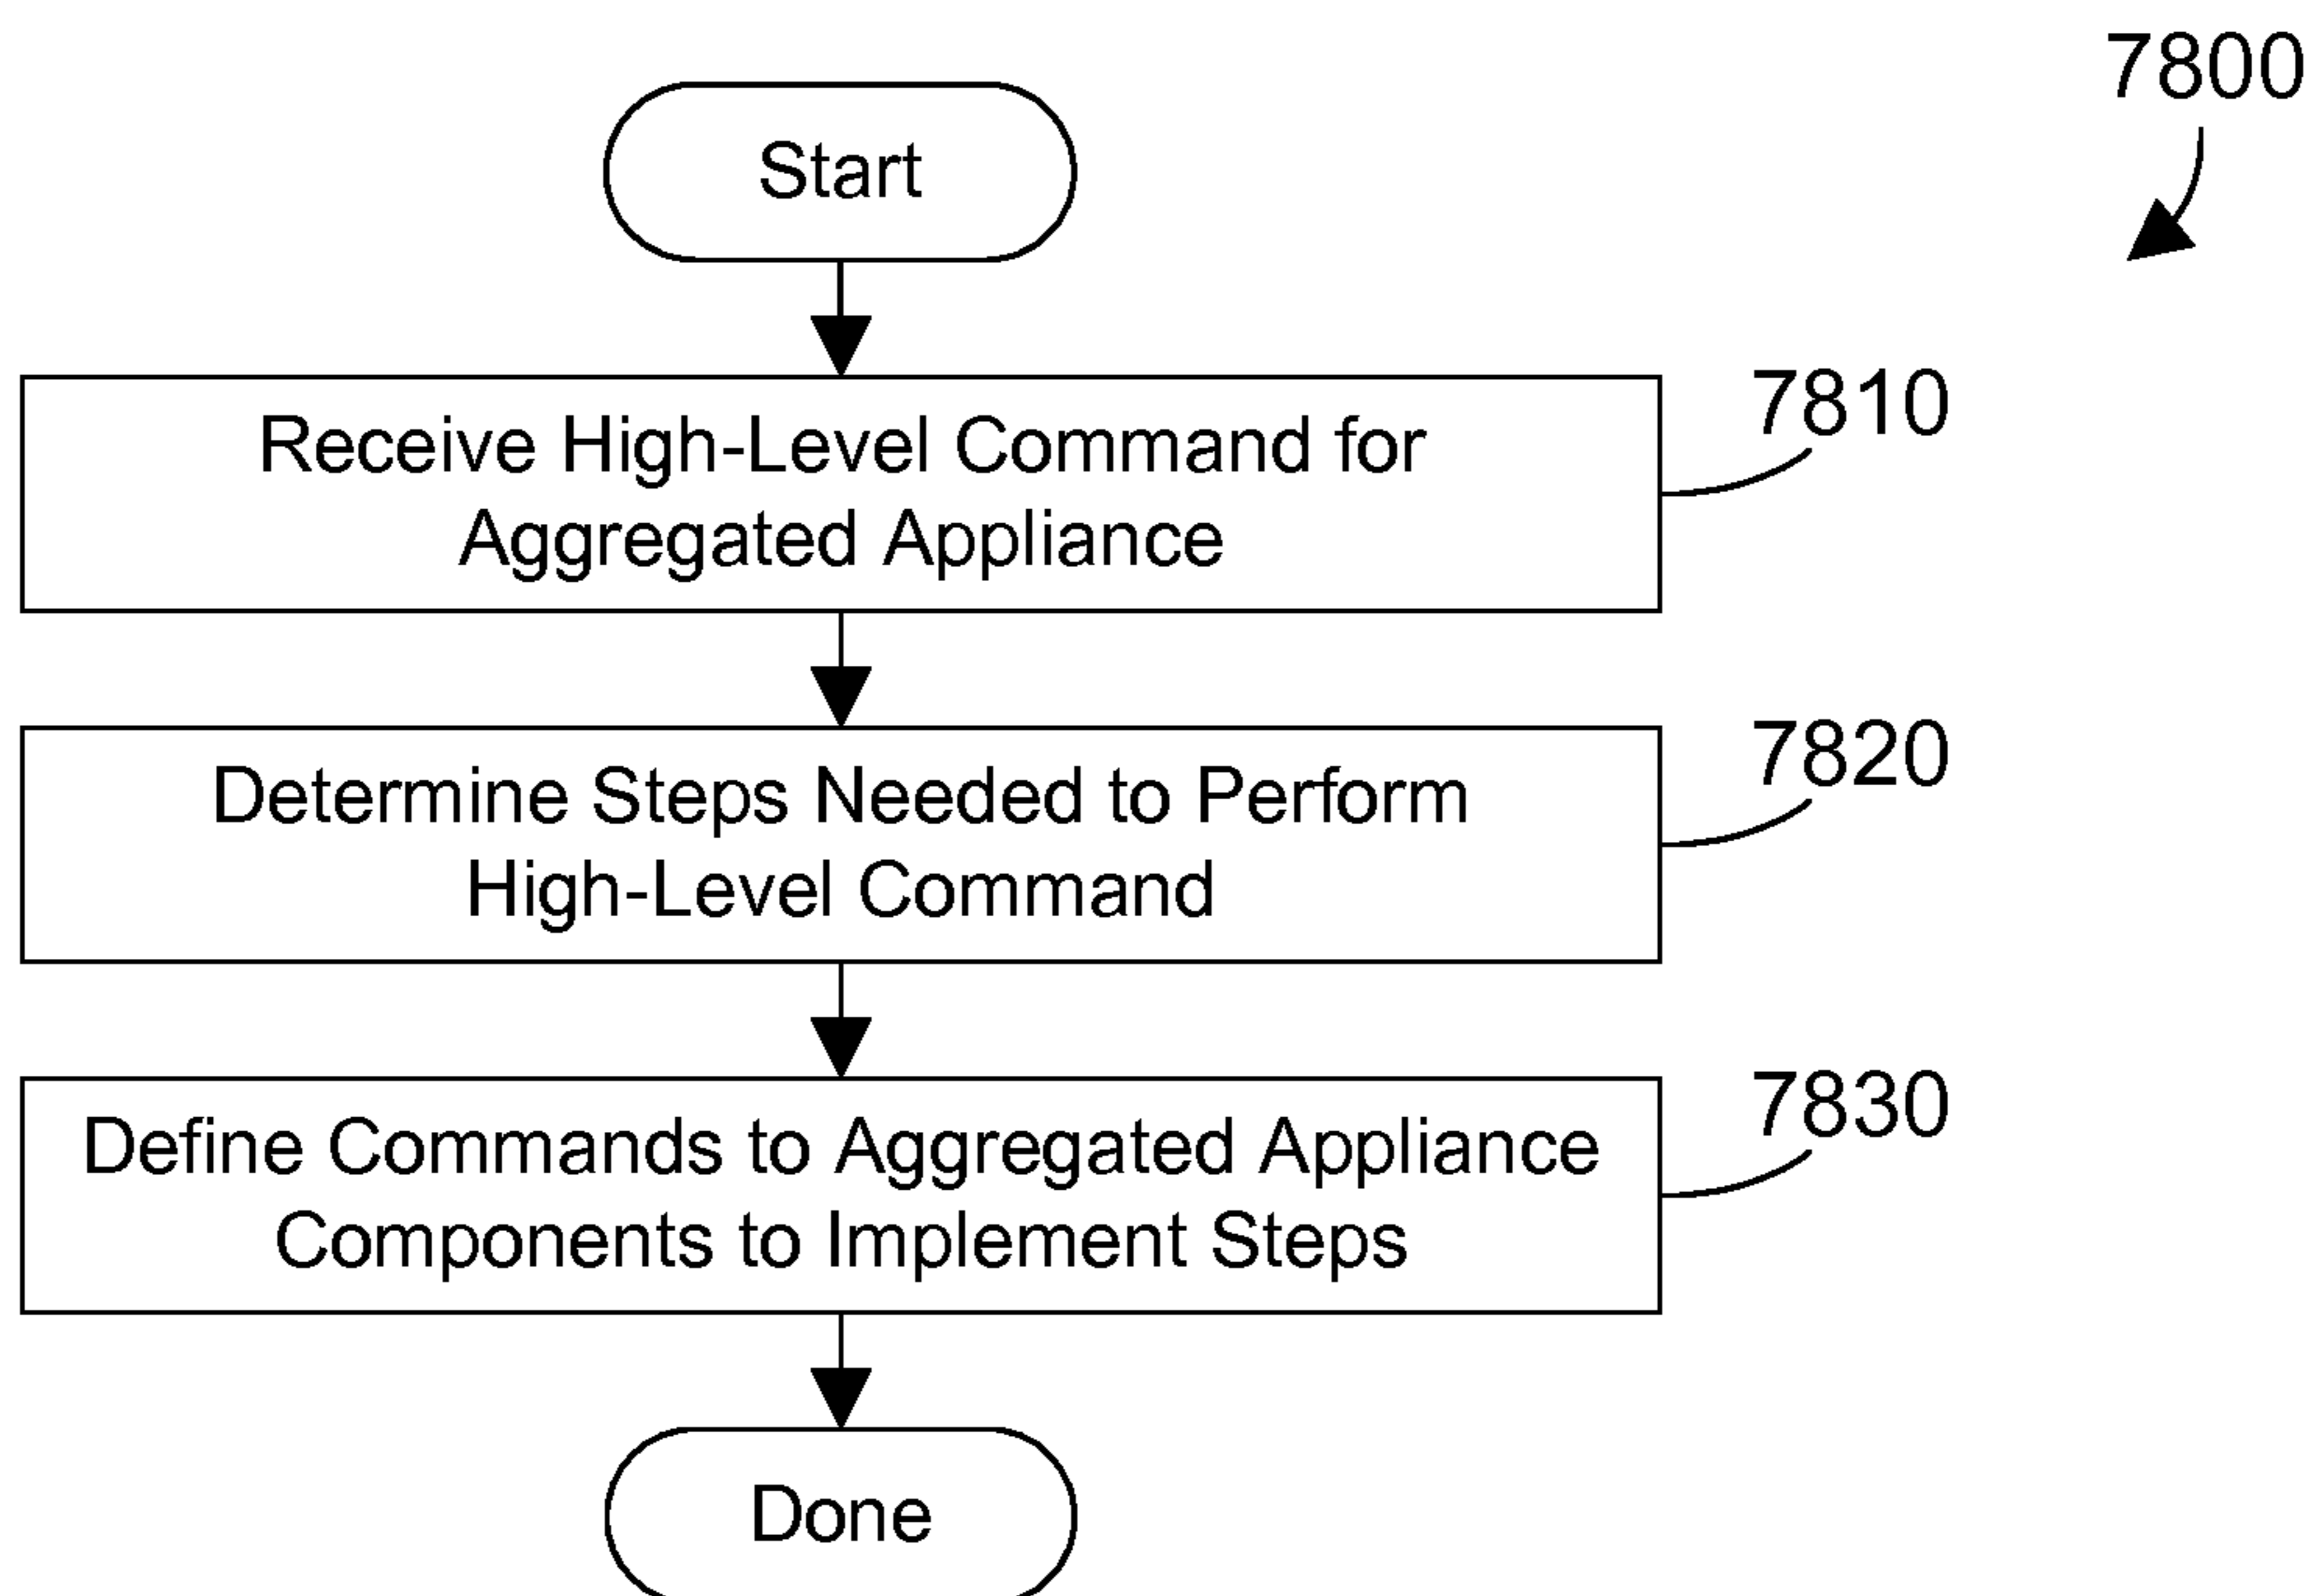 7800
Start
Receive High-Level Command for
Aggregated Appliance
7810
Determine Steps Needed to Perform
High-Level Command
7820
Define Commands to Aggregated Appliance
Components to Implement Steps
7830
Done